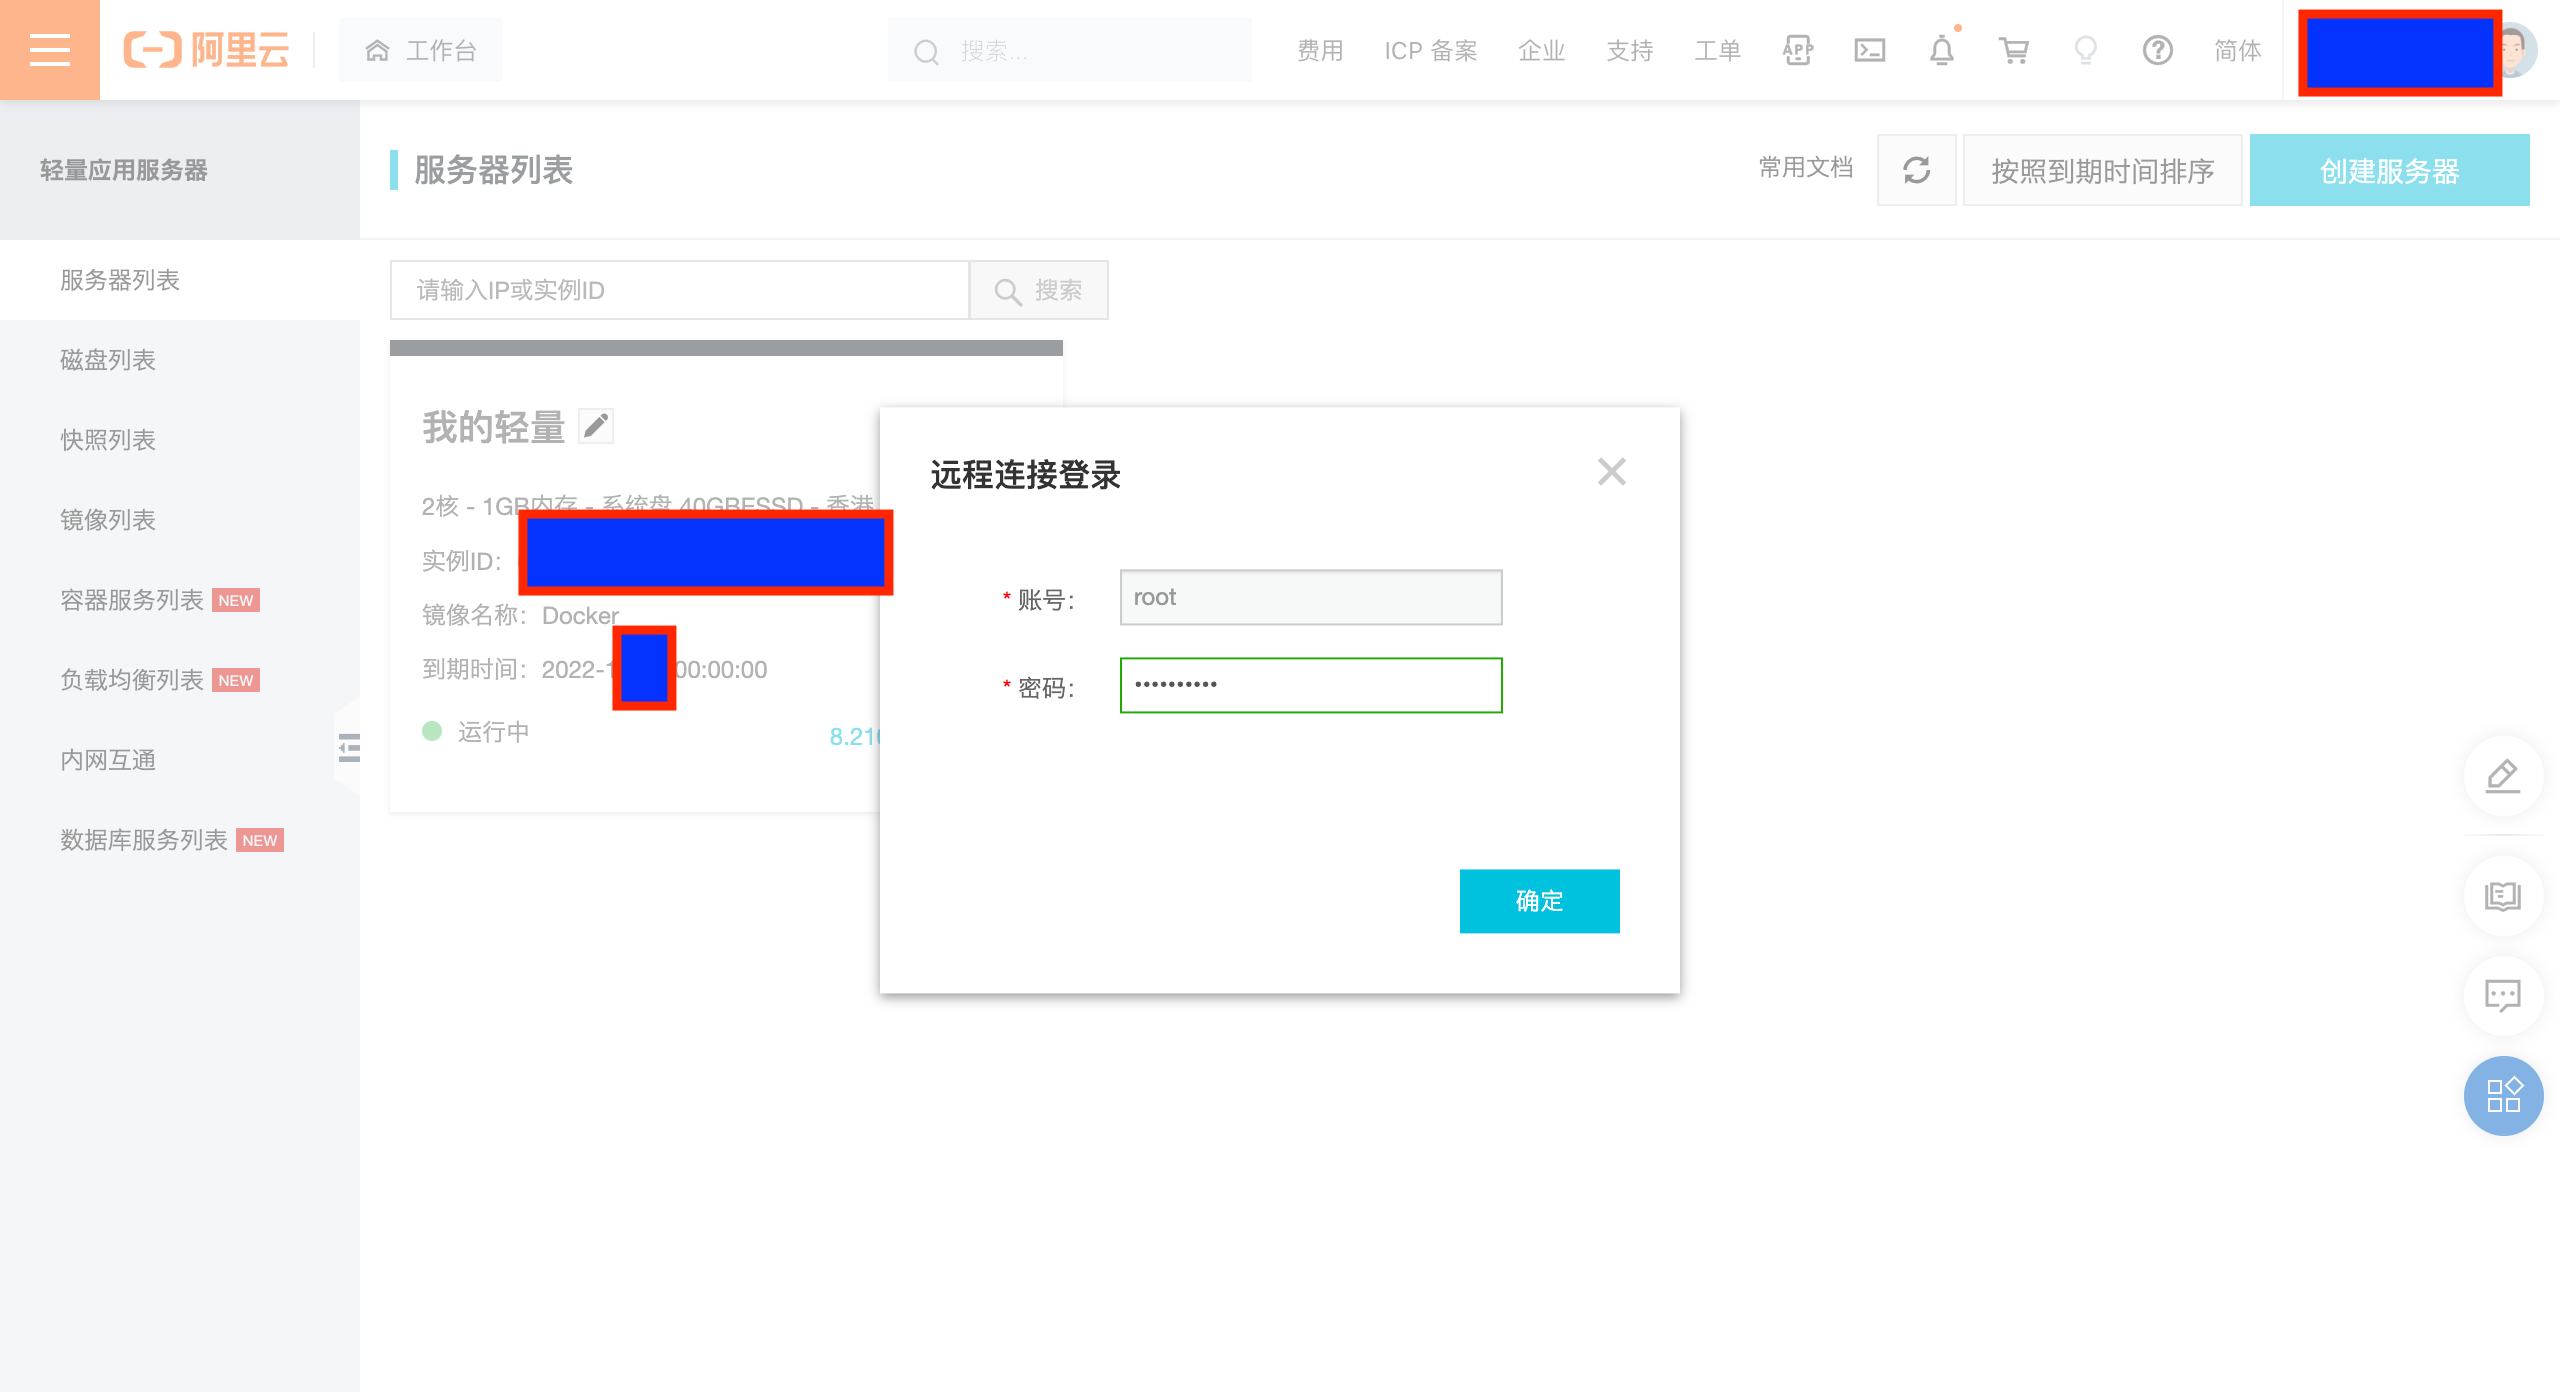 阿里云
工作台
搜索...
费用
ICP 备案
企业
支持
工单
APP
简体
轻量应用服务器
服务器列表
常用文档
按照到期时间排序
创建服务器
服务器列表
磁盘列表
快照列表
镜像列表
容器服务列表 NEW
负载均衡列表 NEW
内网互通
数据库服务列表 NEW
请输入IP或实例ID
搜索
我的轻量
2核 - 1GB内存 - 系统盘 40GBESSD - 香港
实例ID:
镜像名称: Docker
到期时间: 2022-1 00:00:00
运行中
8.210
远程连接登录
* 账号: root
* 密码: ••••••••••
确定